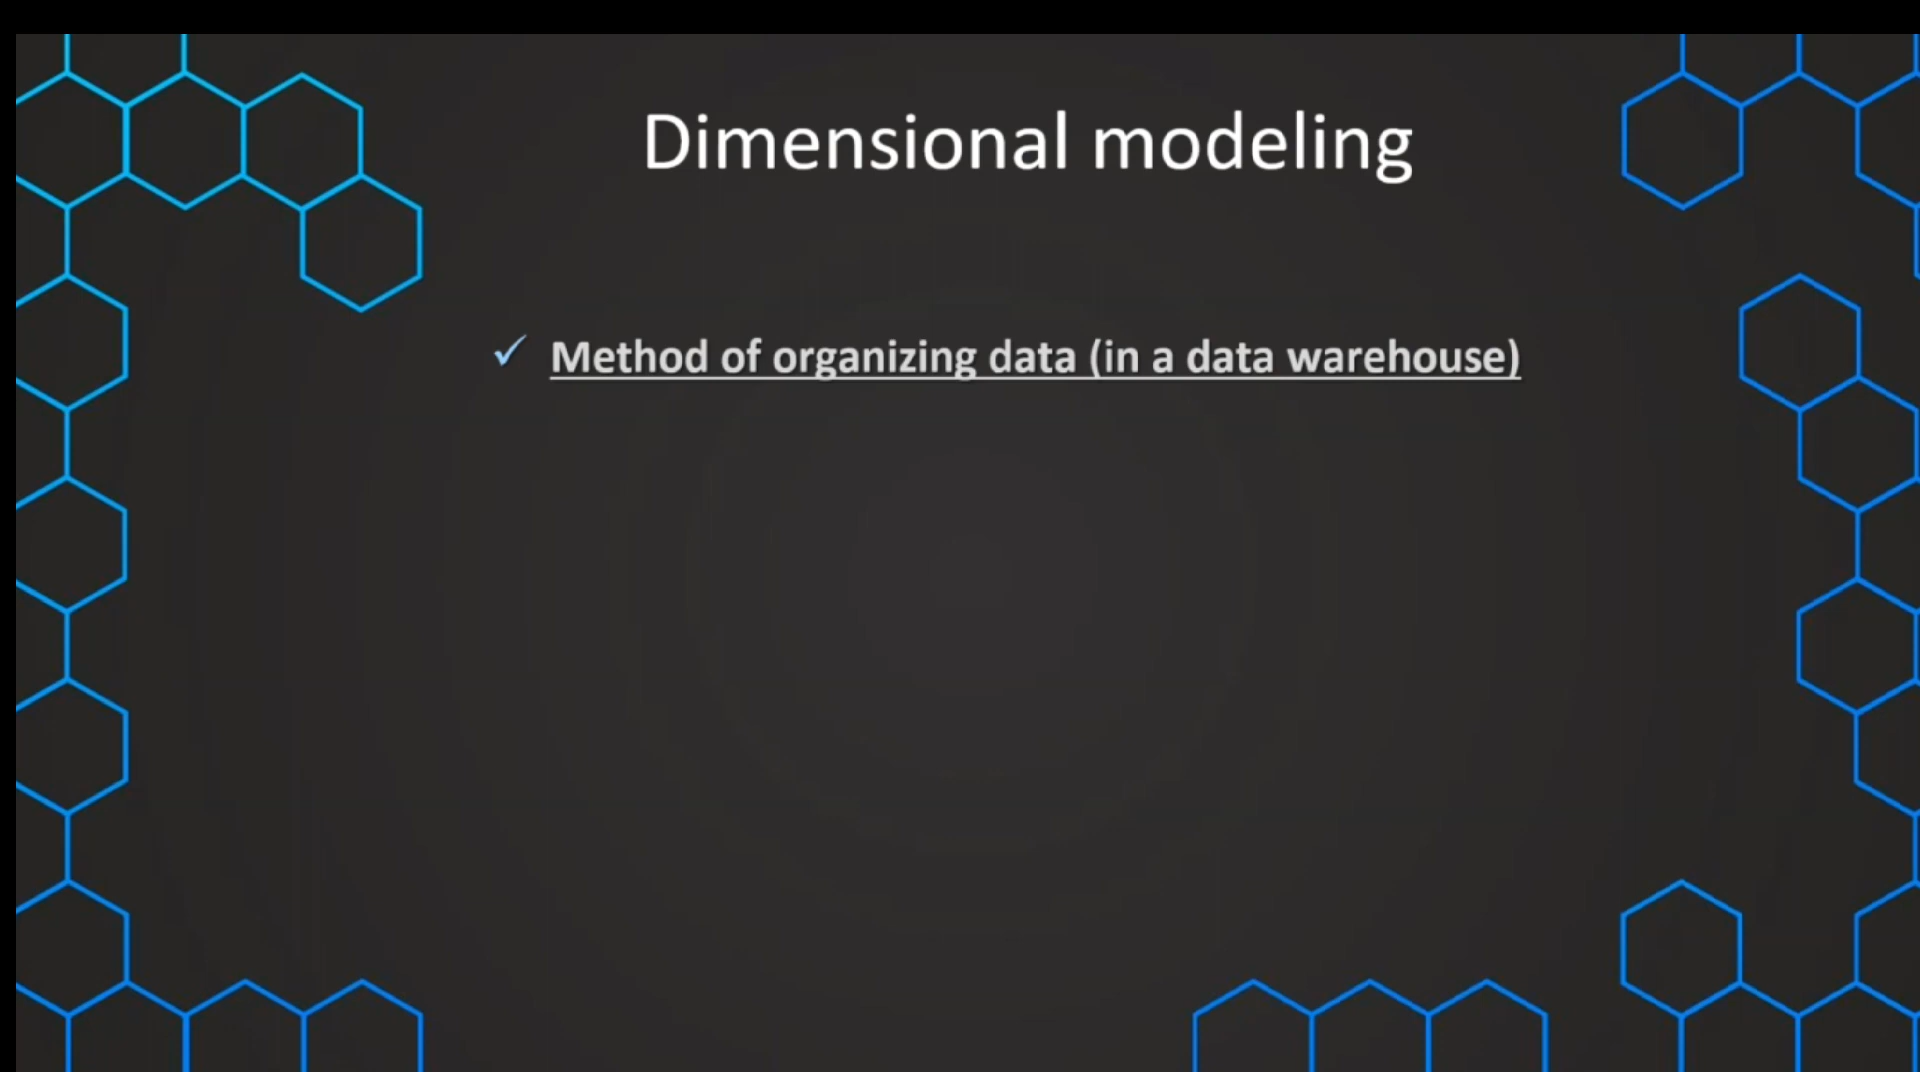 Dimensional modeling
✓ Method of organizing data (in a data warehouse)